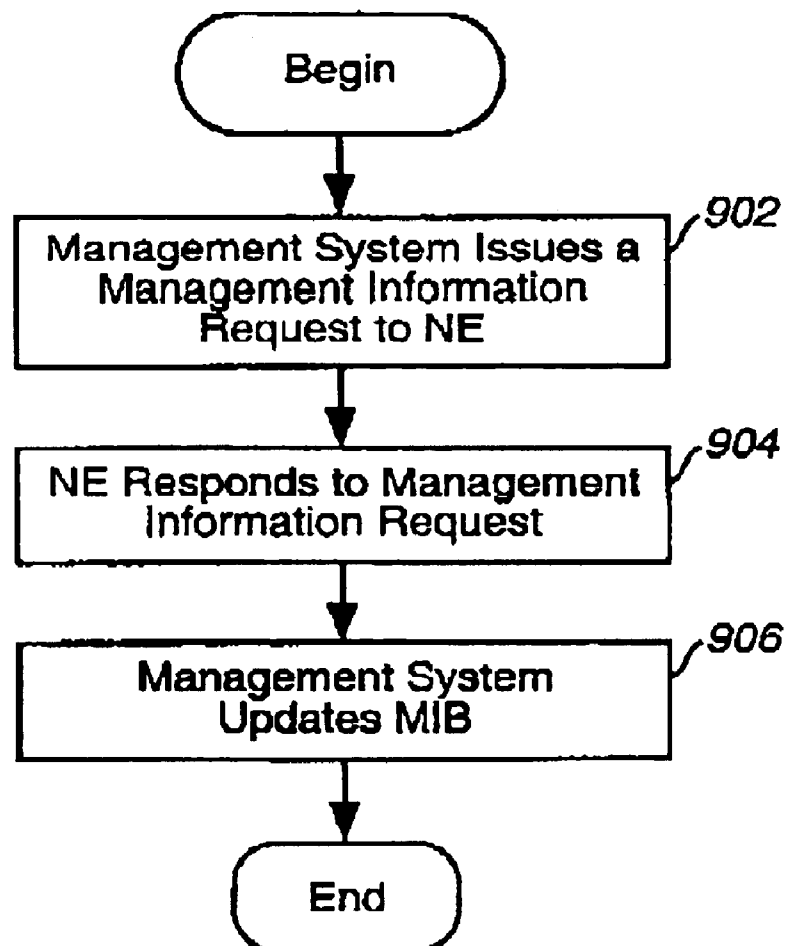 Begin
902
Management System Issues a
Management Information
Request to NE
904
NE Responds to Management
Information Request
906
Management System
Updates MIB
End